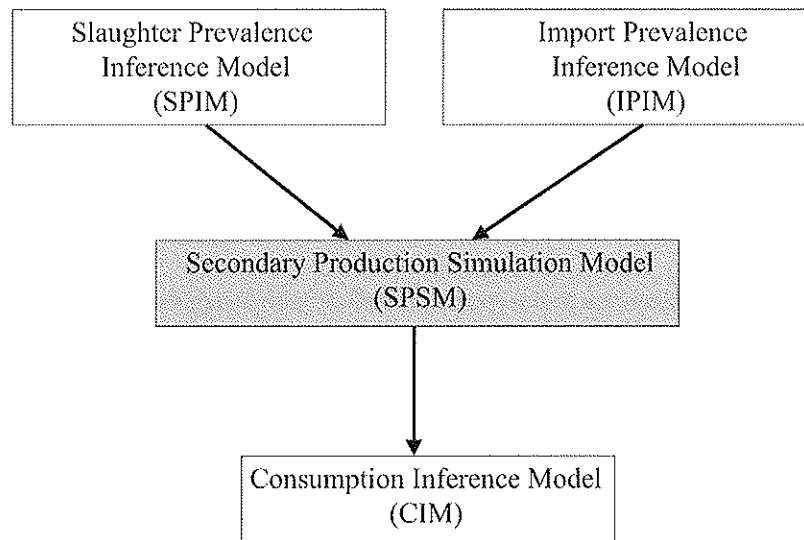 Slaughter Prevalence
Inference Model
(SPIM)
Import Prevalence
Inference Model
(IPIM)
Secondary Production Simulation Model
(SPSM)
Consumption Inference Model
(CIM)